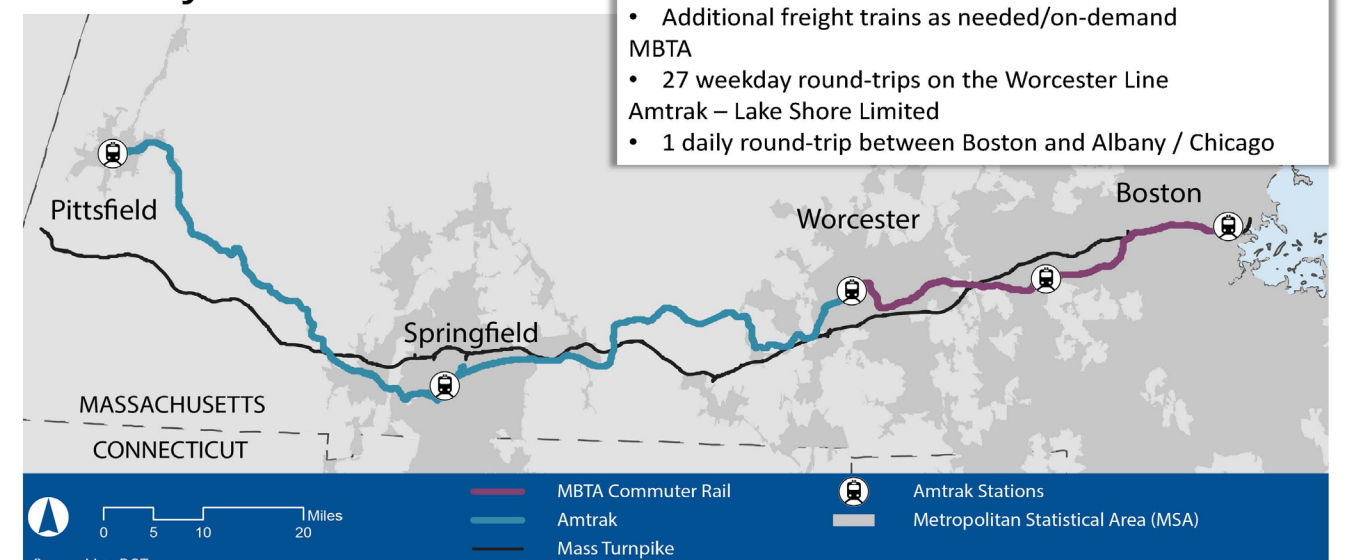 • Additional freight trains as needed/on-demand
MBTA
• 27 weekday round-trips on the Worcester Line
Amtrak – Lake Shore Limited
• 1 daily round-trip between Boston and Albany / Chicago
Boston
Pittsfield
Worcester
Springfield
MASSACHUSETTS
CONNECTICUT
MBTA Commuter Rail
Amtrak Stations
Miles
0 5 10 20
Amtrak
Metropolitan Statistical Area (MSA)
Mass Turnpike